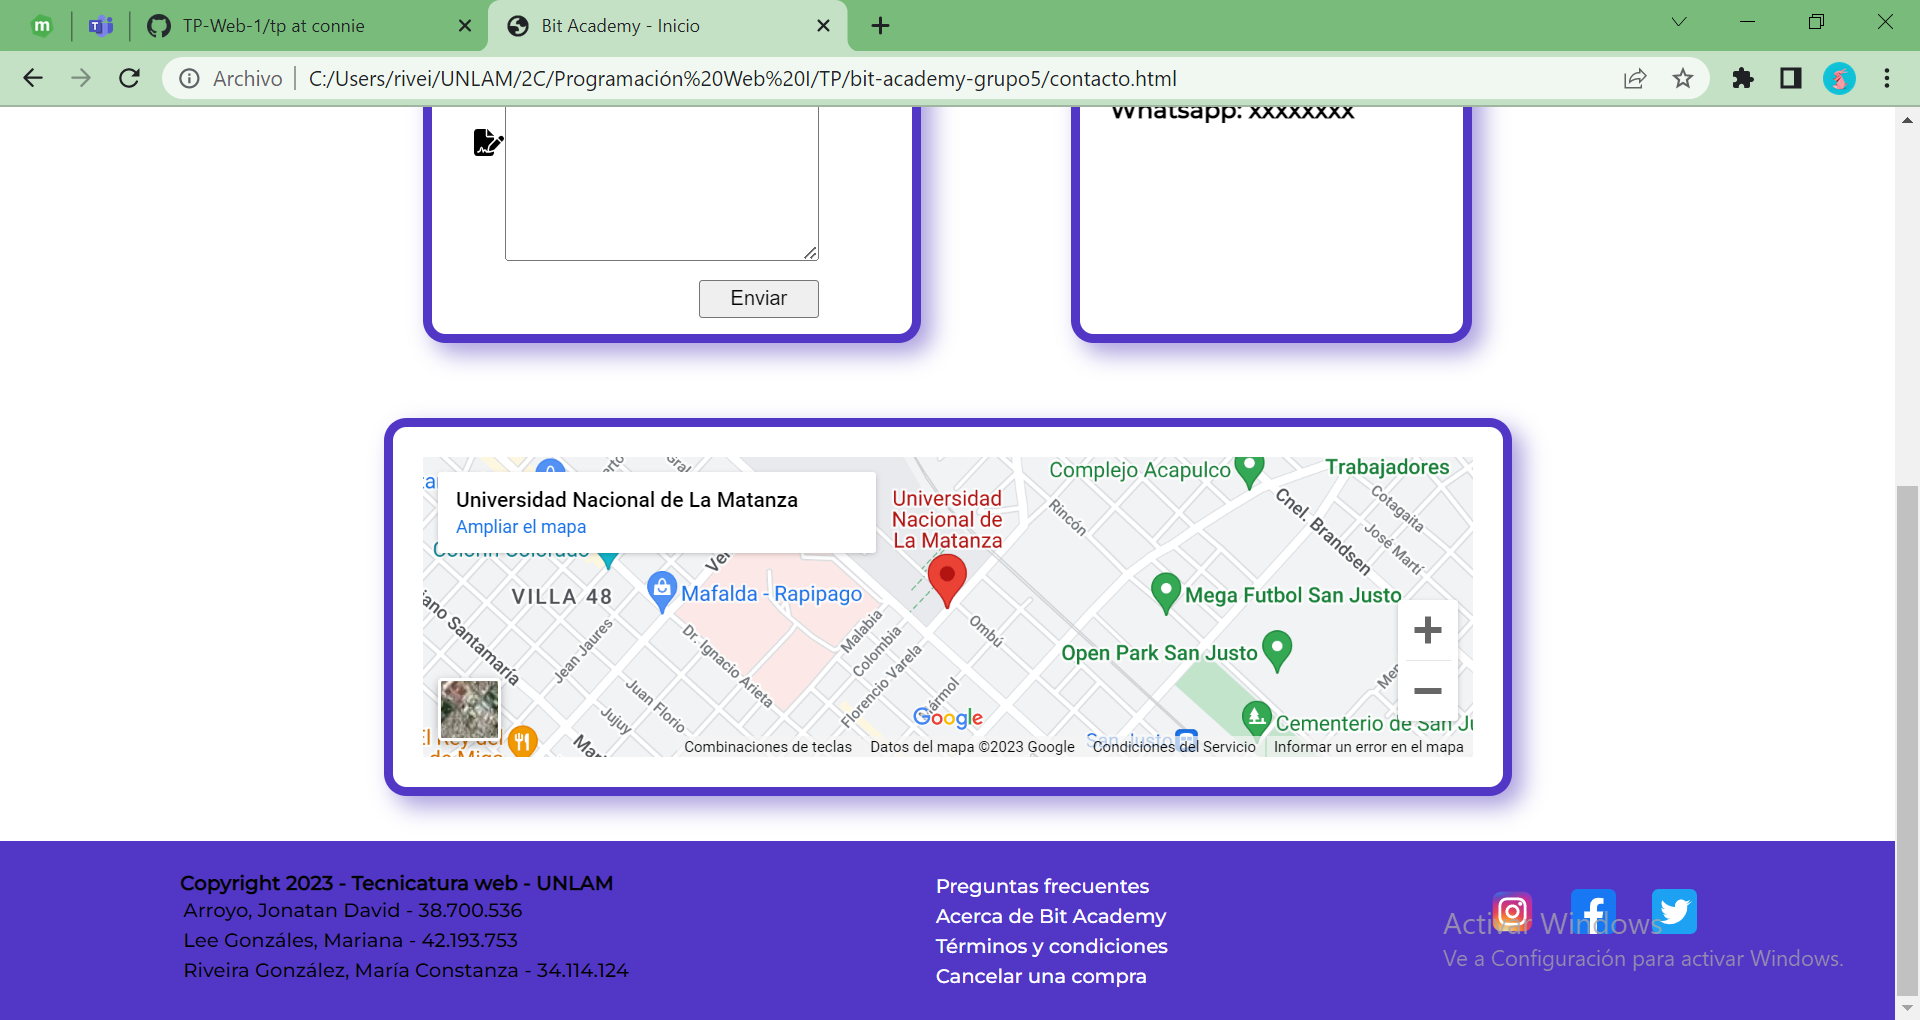 TP-Web-1/tp at connie
Bit Academy - Inicio
Archivo
C:/Users/rivei/UNLAM/2C/Programación%20Web%20I/TP/bit-academy-grupo5/contacto.html
Whatsapp: xxxxxxxx
Enviar
Universidad Nacional de La Matanza
Ampliar el mapa
Universidad
Nacional de
La Matanza
Complejo Acapulco
Trabajadores
Cotagaita
Cnel. Brandsen
José Martí
Rincón
VILLA 48
Mafalda - Rapipago
Mega Futbol San Justo
Malabia
Colombia
Ombú
Open Park San Justo
Jean Jaures
Dr. Ignacio Arieta
Florencio Varela
Juan Florio
Jujuy
Google
Cementerio de San Ju
San Justo
Combinaciones de teclas
Datos del mapa ©2023 Google
Condiciones del Servicio
Informar un error en el mapa
Copyright 2023 - Tecnicatura web - UNLAM
Arroyo, Jonatan David - 38.700.536
Lee Gonzáles, Mariana - 42.193.753
Riveira González, María Constanza - 34.114.124
Preguntas frecuentes
Acerca de Bit Academy
Términos y condiciones
Cancelar una compra
Activar Windows
Ve a Configuración para activar Windows.